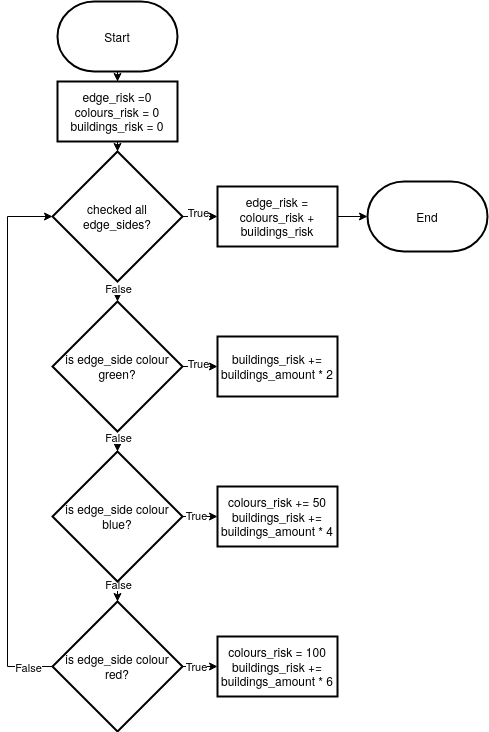 Start
edge_risk =0
colours_risk = 0
buildings_risk = 0
checked all
edge_sides?
True
edge_risk =
colours_risk +
buildings_risk
End
False
is edge_side colour
green?
True
buildings_risk +=
buildings_amount * 2
False
is edge_side colour
blue?
True
colours_risk += 50
buildings_risk +=
buildings_amount * 4
False
is edge_side colour
red?
True
colours_risk = 100
buildings_risk +=
buildings_amount * 6
False